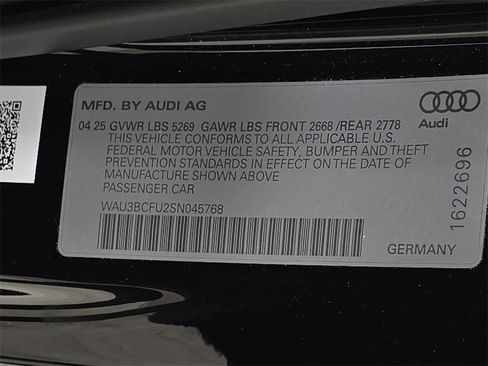 MFD. BY AUDI AG
Audi
04 25 GVWR LBS 5269 GAWR LBS FRONT 2668 /REAR 2778
THIS VEHICLE CONFORMS TO ALL APPLICABLE U.S.
FEDERAL MOTOR VEHICLE SAFETY, BUMPER AND THEFT
PREVENTION STANDARDS IN EFFECT ON THE DATE OF
MANUFACTURE SHOWN ABOVE
PASSENGER CAR
WAU3BCFU2SN045768
GERMANY
1622696